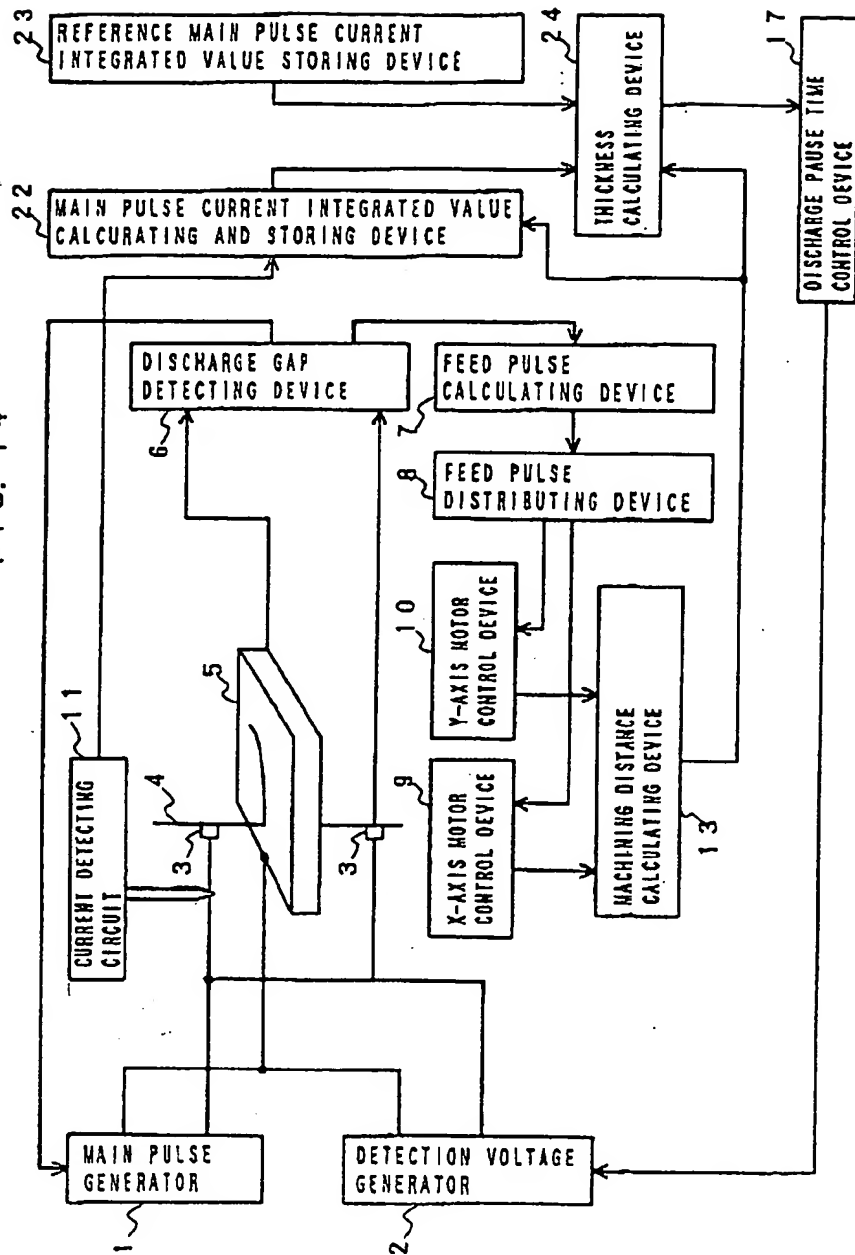 23
REFERENCE MAIN PULSE CURRENT
INTEGRATED VALUE STORING DEVICE
24
THICKNESS
CALCULATING DEVICE
17
DISCHARGE PAUSE TIME
CONTROL DEVICE
22
MAIN PULSE CURRENT INTEGRATED VALUE
CALCURATING AND STORING DEVICE
DISCHARGE GAP
DETECTING DEVICE
6
FEED PULSE
CALCULATING DEVICE
7
8
FEED PULSE
DISTRIBUTING DEVICE
11
CURRENT DETECTING
CIRCUIT
4
3
5
3
10
Y-AXIS MOTOR
CONTROL DEVICE
9
X-AXIS MOTOR
CONTROL DEVICE
MACHINING DISTANCE
CALCULATING DEVICE
13
MAIN PULSE
GENERATOR
1
DETECTION VOLTAGE
GENERATOR
2